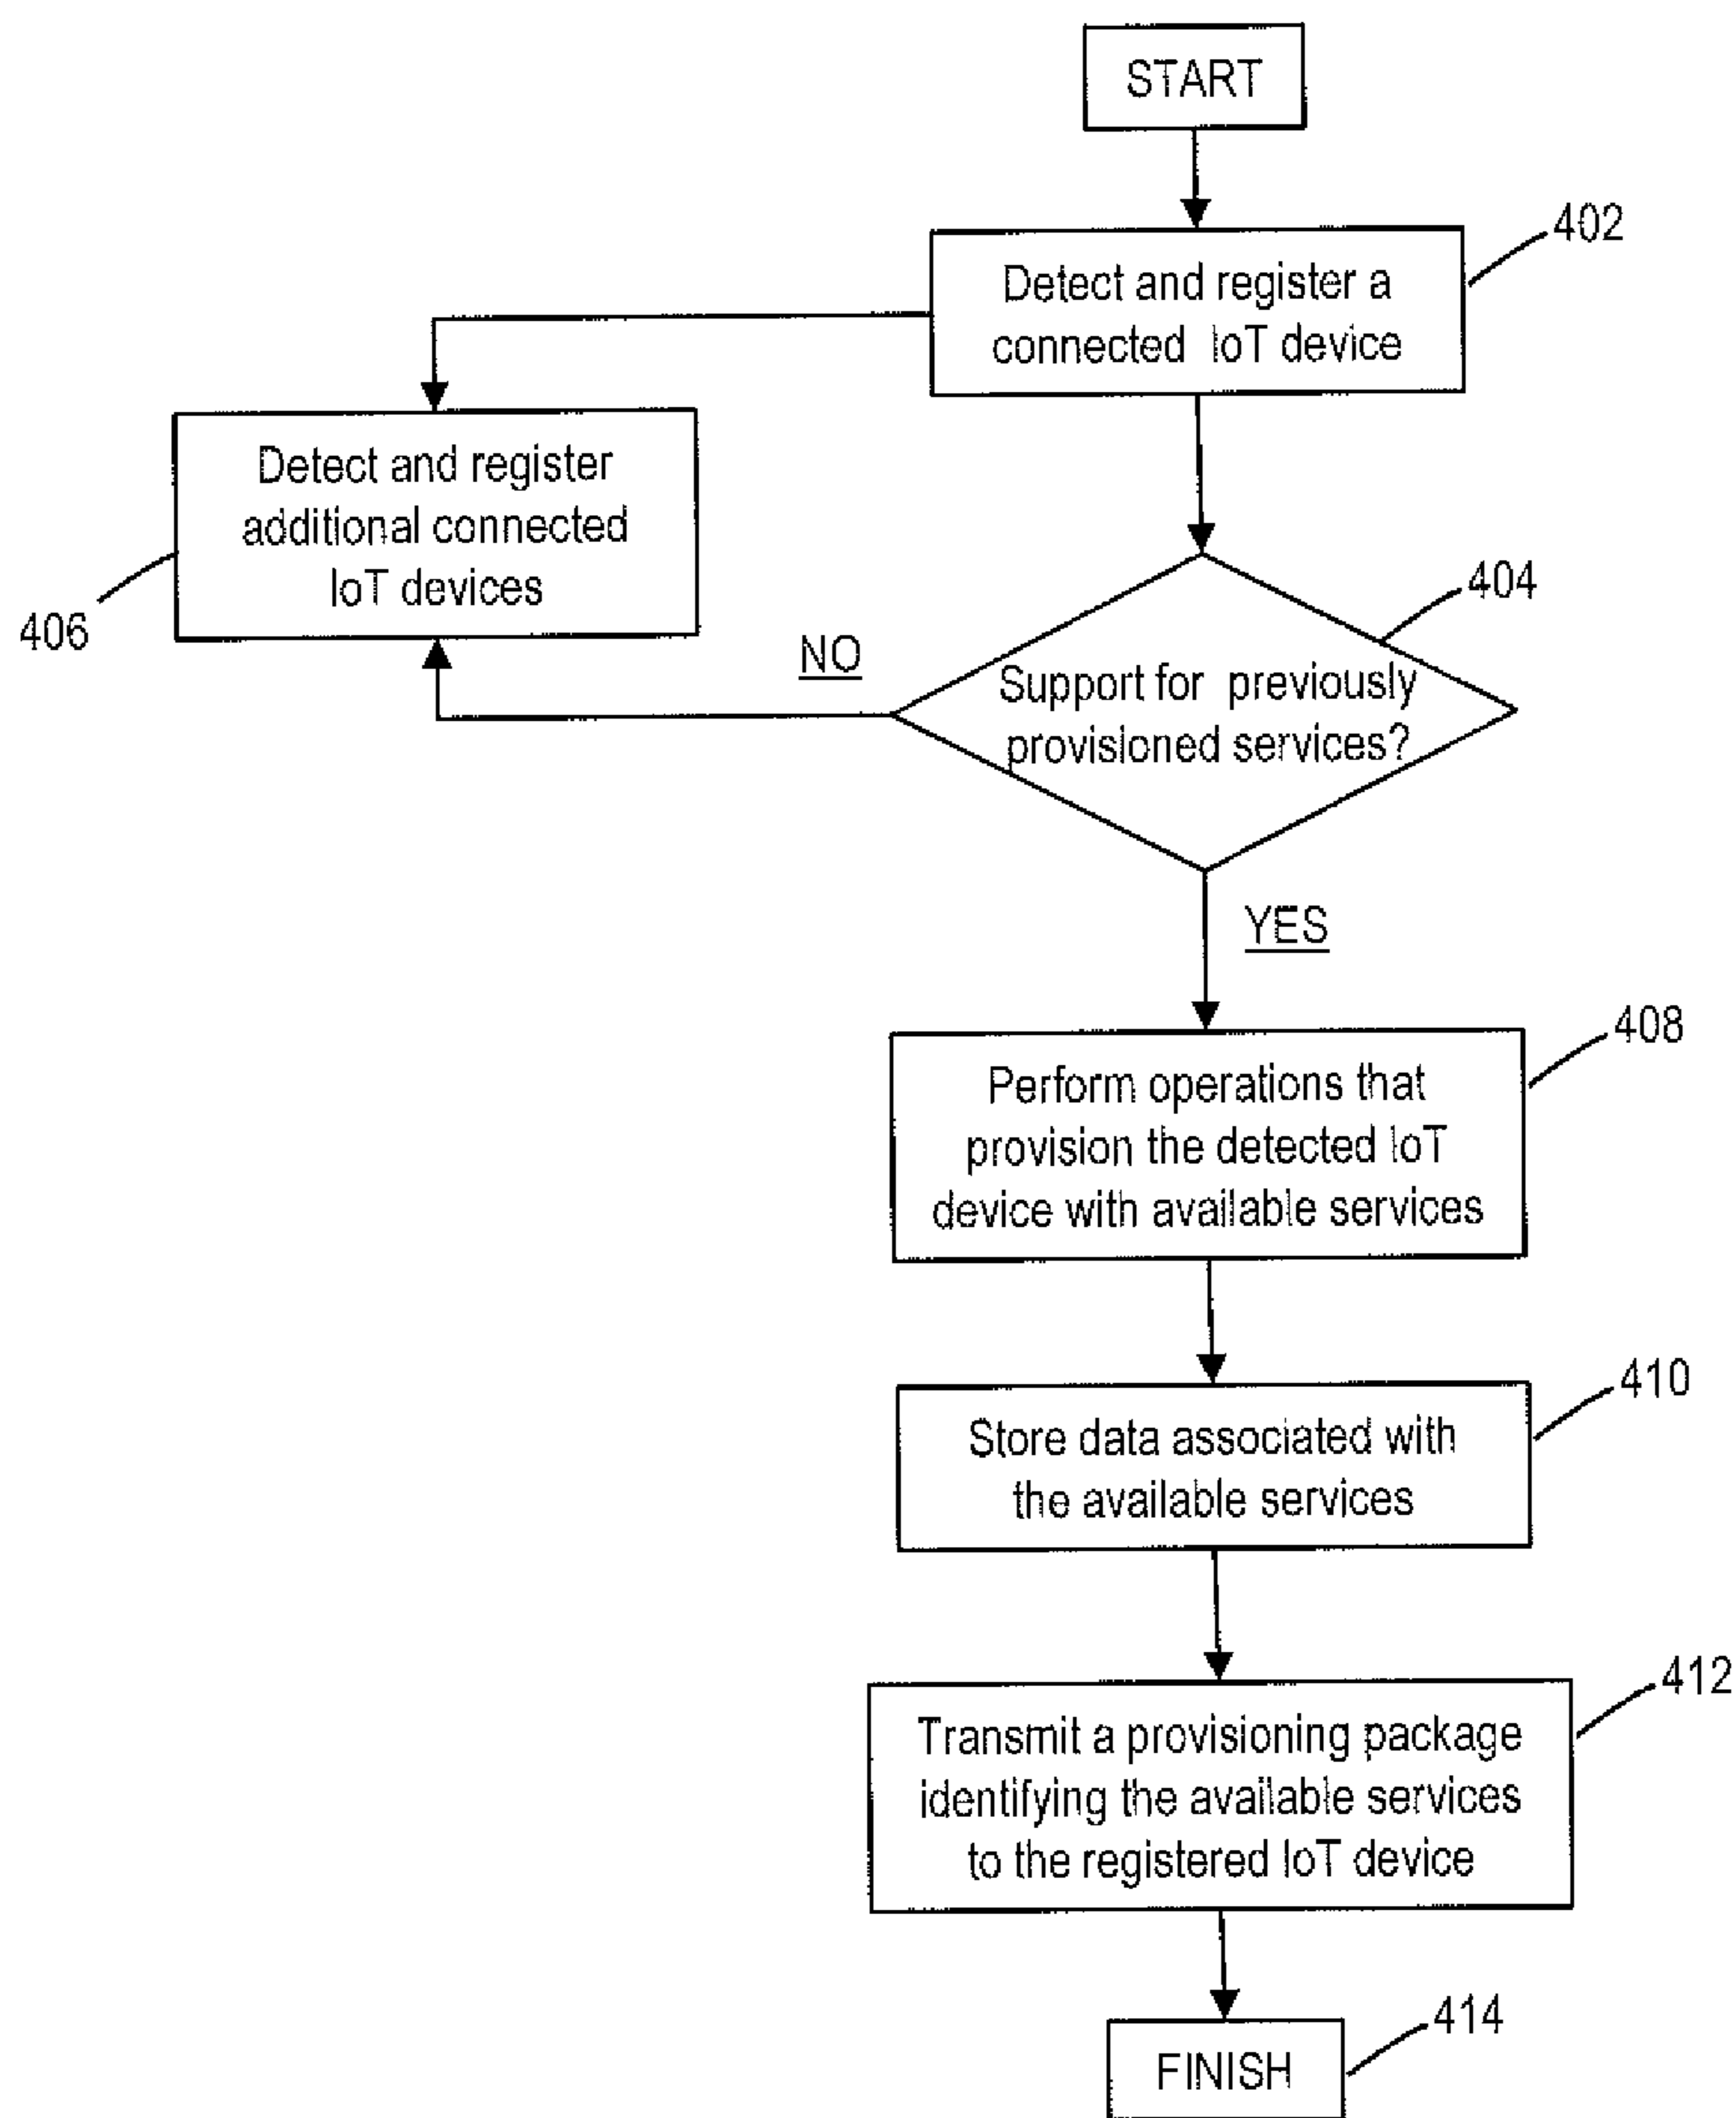 START
402
Detect and register a
connected IoT device
Detect and register
additional connected
IoT devices
406
404
NO
Support for previously
provisioned services?
YES
408
Perform operations that
provision the detected IoT
device with available services
410
Store data associated with
the available services
412
Transmit a provisioning package
identifying the available services
to the registered IoT device
414
FINISH